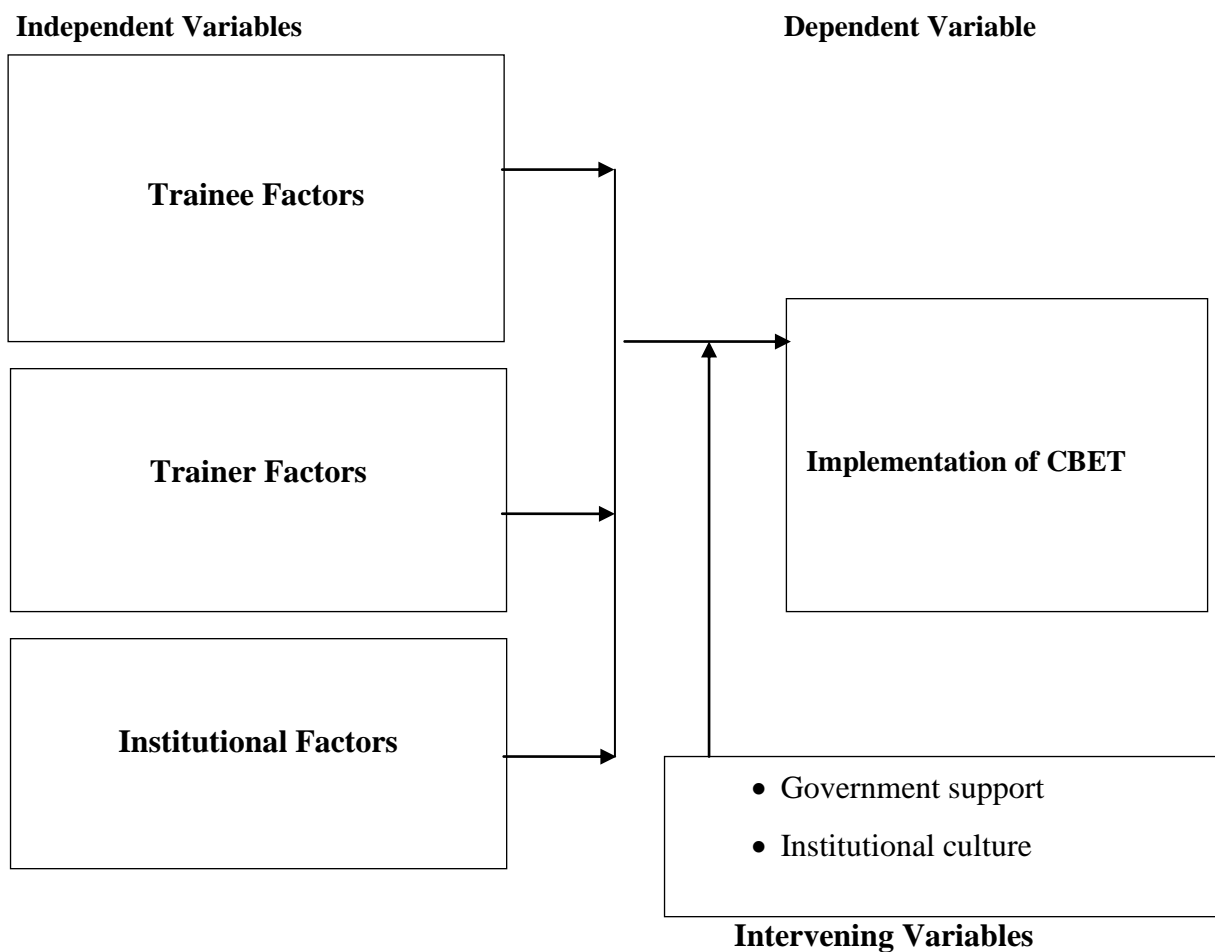 Independent Variables
Dependent Variable
Trainee Factors
Trainer Factors
Implementation of CBET
Institutional Factors
• Government support
• Institutional culture
Intervening Variables